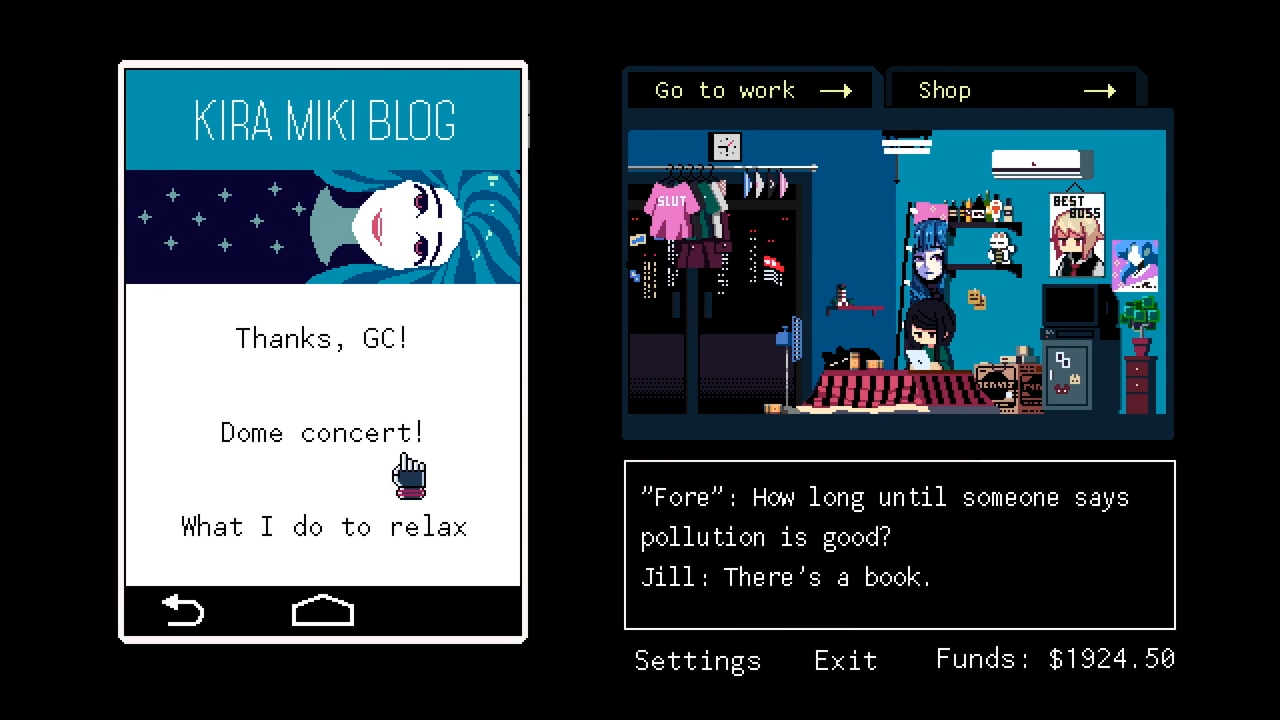 KIRA MIKI BLOG
Thanks, GC!
Dome concert!
What I do to relax
Go to work
Shop
SLUT
BEST
BOSS
"Fore": How long until someone says
pollution is good?
Jill: There's a book.
Settings
Exit
Funds: $1924.50